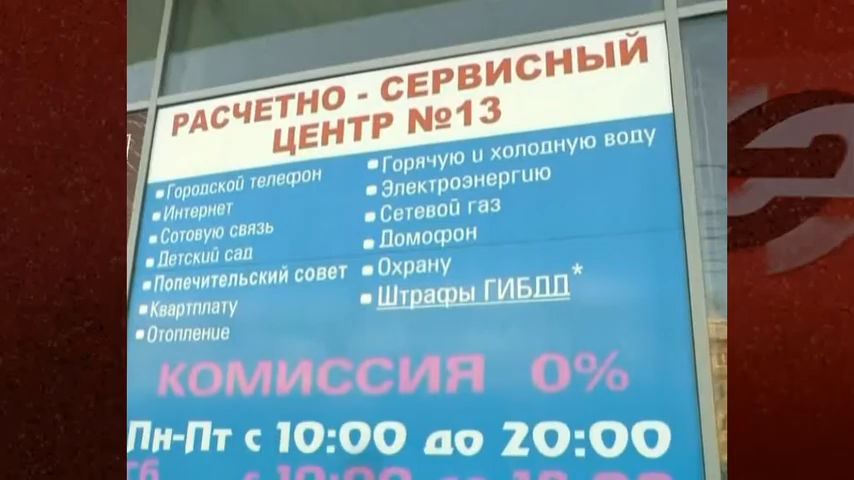 РАСЧЕТНО - СЕРВИСНЫЙ
ЦЕНТР №13
Городской телефон
Интернет
Сотовую связь
Детский сад
Попечительский совет
Квартплату
Отопление
Горячую и холодную воду
Электроэнергию
Сетевой газ
Домофон
Охрану
Штрафы ГИБДД*
КОМИССИЯ 0%
Пн-Пт с 10:00 до 20:00